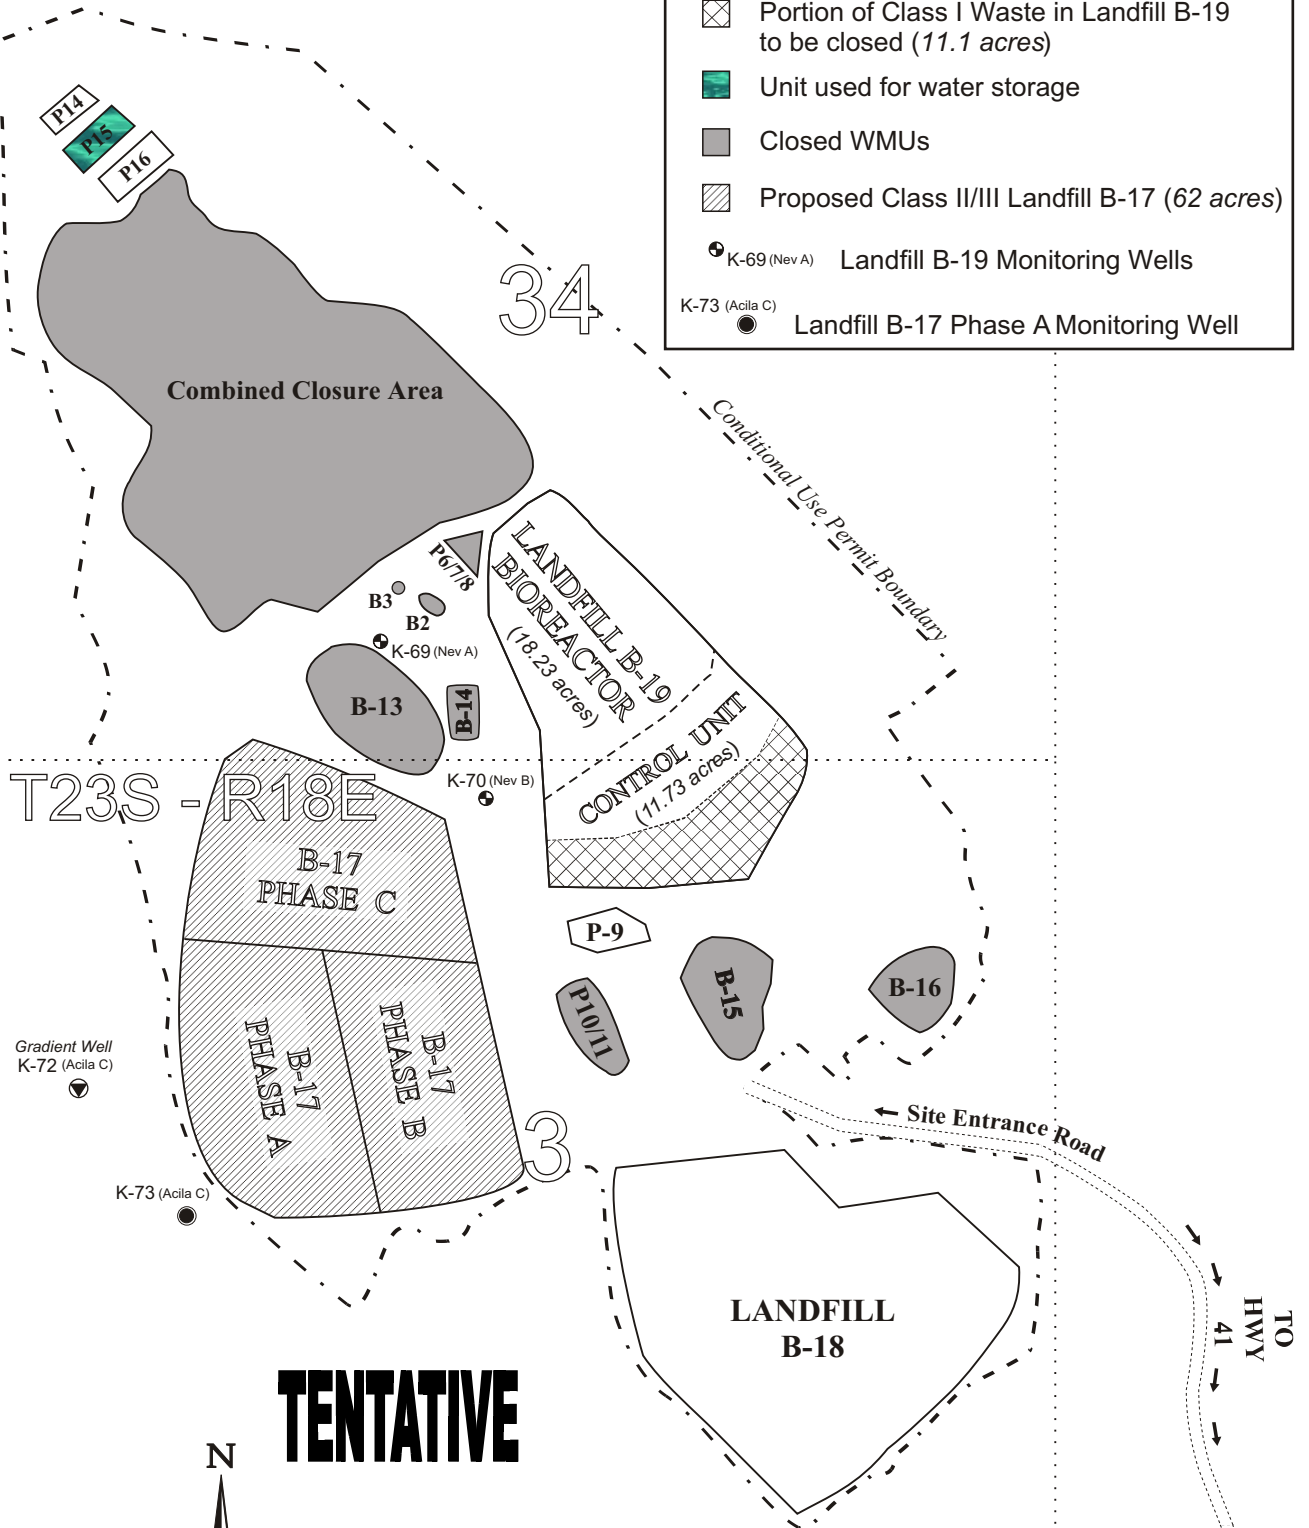 Portion of Class I Waste in Landfill B-19
to be closed (11.1 acres)
Unit used for water storage
Closed WMUs
Proposed Class II/III Landfill B-17 (62 acres)
K-69 (Nev A) Landfill B-19 Monitoring Wells
K-73 (Acila C)
Landfill B-17 Phase A Monitoring Well
P14
P15
P16
34
Combined Closure Area
Conditional Use Permit Boundary
P6/7/8
B3
B2
K-69 (Nev A)
LANDFILL B-19
BIOREACTOR
(18.23 acres)
B-13
B-14
CONTROL UNIT
(11.73 acres)
T23S - R18E
K-70 (Nev B)
B-17
PHASE C
P-9
B-15
B-16
P10/11
B-17
PHASE A
B-17
PHASE B
Gradient Well
K-72 (Acila C)
K-73 (Acila C)
3
Site Entrance Road
TO
HWY
41
LANDFILL
B-18
TENTATIVE
N